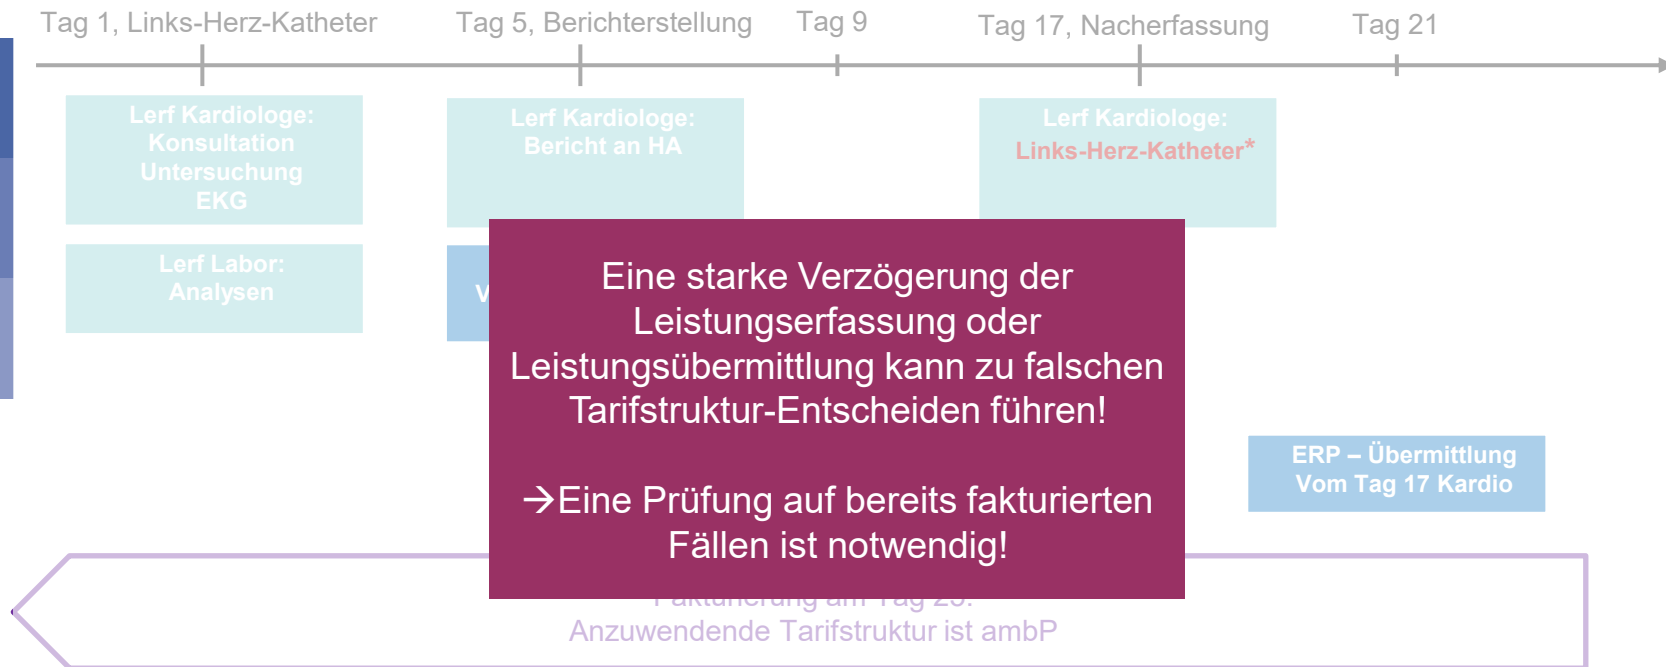 Tag 1, Links-Herz-Katheter
Tag 5, Berichterstellung
Tag 9
Tag 17, Nacherfassung
Tag 21
Lerf Kardiologe:
Konsultation
Untersuchung
EKG
Lerf Kardiologe:
Bericht an HA
Lerf Kardiologe:
Links-Herz-Katheter*
Lerf Labor:
Analysen
V
Eine starke Verzögerung der
Leistungserfassung oder
Leistungsübermittlung kann zu falschen
Tarifstruktur-Entscheiden führen!
→Eine Prüfung auf bereits fakturierten
Fällen ist notwendig!
ERP – Übermittlung
Vom Tag 17 Kardio
Fakturierung am Tag
Anzuwendende Tarifstruktur ist ambP